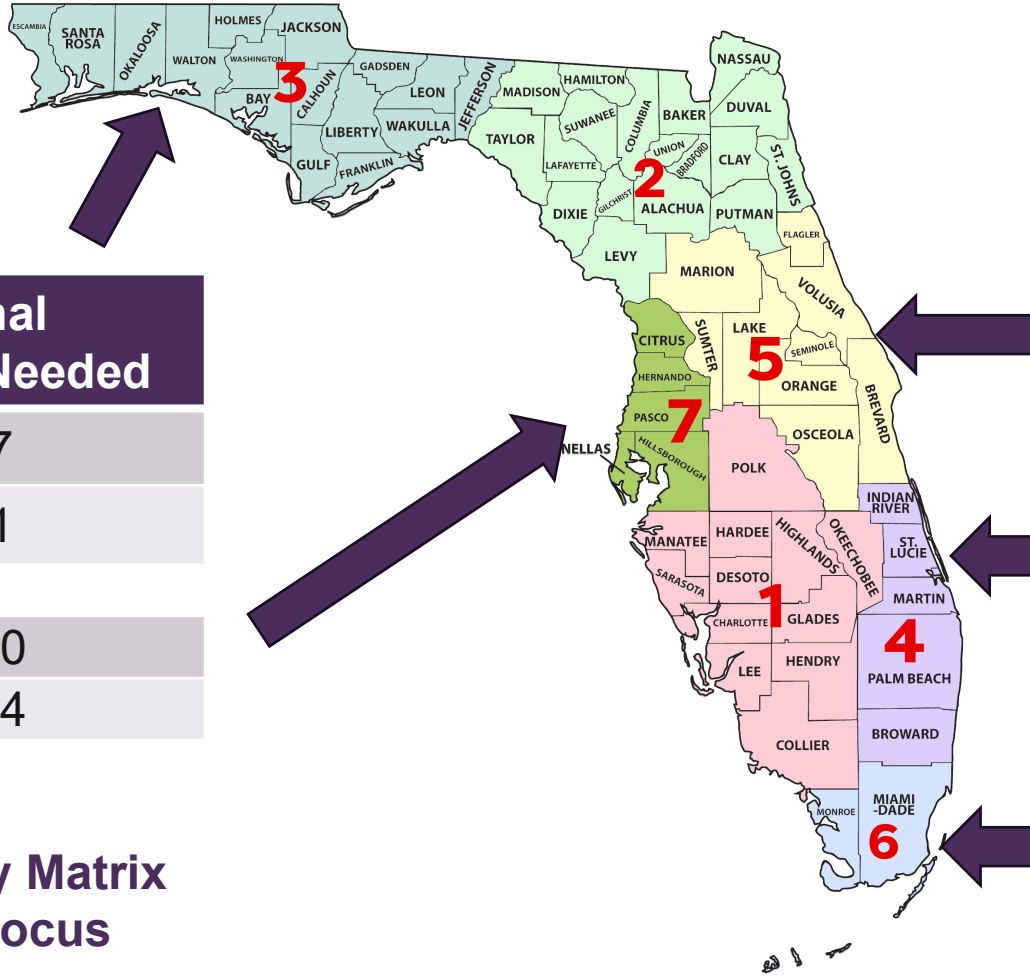 ESCAMBIA
SANTA
ROSA
OKALOOSA
WALTON
HOLMES
WASHINGTON
JACKSON
BAY
3
CALHOUN
GULF
GADSDEN
LIBERTY
FRANKLIN
LEON
WAKULLA
JEFFERSON
MADISON
TAYLOR
HAMILTON
SUWANEE
LAFAYETTE
DIXIE
COLUMBIA
GILCHRIST
2
BAKER
UNION
BRADFORD
ALACHUA
LEVY
NASSAU
DUVAL
CLAY
ST. JOHNS
PUTMAN
FLAGLER
MARION
VOLUSIA
SUMTER
LAKE
5
SEMINOLE
ORANGE
OSCEOLA
BREVARD
CITRUS
HERNANDO
PASCO
7
NELLAS
HILLSBOROUGH
POLK
MANATEE
HARDEE
HIGHLANDS
OKEECHOBEE
SARASOTA
DESOTO
1
CHARLOTTE
GLADES
LEE
HENDRY
COLLIER
INDIAN
RIVER
ST.
LUCIE
MARTIN
4
PALM BEACH
BROWARD
MONROE
MIAMI
-DADE
6
nal
Needed
7
1
0
4
y Matrix
ocus